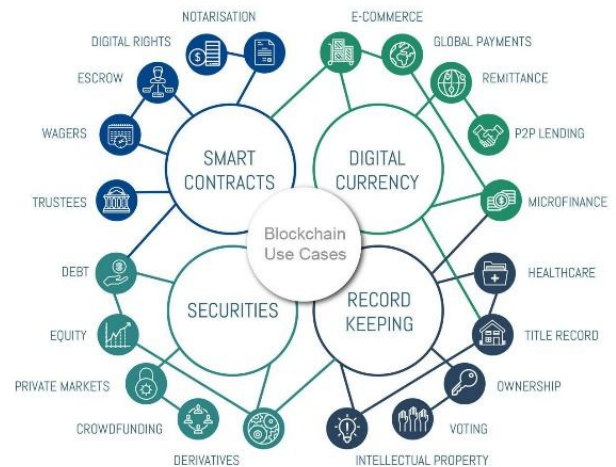 NOTARISATION
E-COMMERCE
DIGITAL RIGHTS
GLOBAL PAYMENTS
ESCROW
REMITTANCE
WAGERS
P2P LENDING
SMART
CONTRACTS
DIGITAL
CURRENCY
TRUSTEES
MICROFINANCE
Blockchain
Use Cases
DEBT
HEALTHCARE
SECURITIES
RECORD
KEEPING
EQUITY
TITLE RECORD
PRIVATE MARKETS
OWNERSHIP
CROWDFUNDING
VOTING
DERIVATIVES
INTELLECTUAL PROPERTY